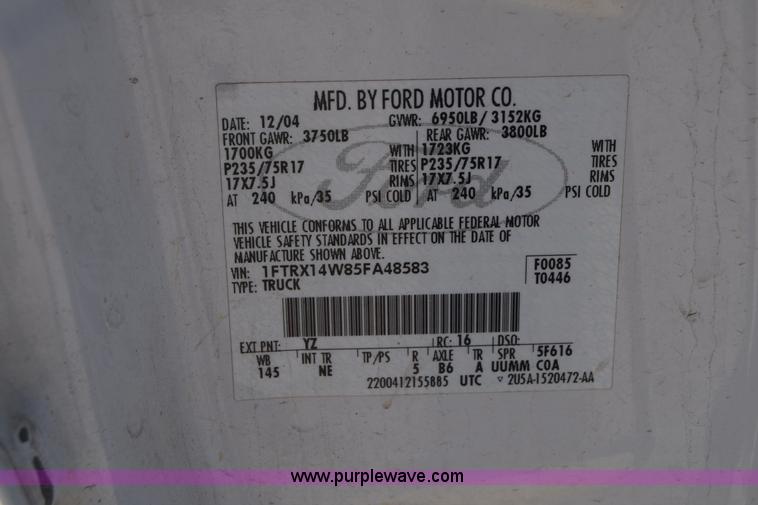 MFD. BY FORD MOTOR CO.
DATE: 12/04 GVWR: 6950LB/ 3152KG
FRONT GAWR: 3750LB REAR GAWR: 3800LB
1700KG WITH 1723KG WITH
P235/75R17 TIRES P235/75R17 TIRES
17X7.5J RIMS 17X7.5J RIMS
AT 240 kPa/35 PSI COLD AT 240 kPa/35 PSI COLD
Ford
THIS VEHICLE CONFORMS TO ALL APPLICABLE FEDERAL MOTOR
VEHICLE SAFETY STANDARDS IN EFFECT ON THE DATE OF
MANUFACTURE SHOWN ABOVE.
VIN: 1FTRX14W85FA48583 F0085
TYPE: TRUCK T0446
EXT PNT: YZ RC: 16 DSO:
WB INT TR TP/PS R AXLE TR SPR 5F616
145 NE 5 B6 A UUMM COA
2200412155885 UTC 2U5A-1520472-AA
www.purplewave.com